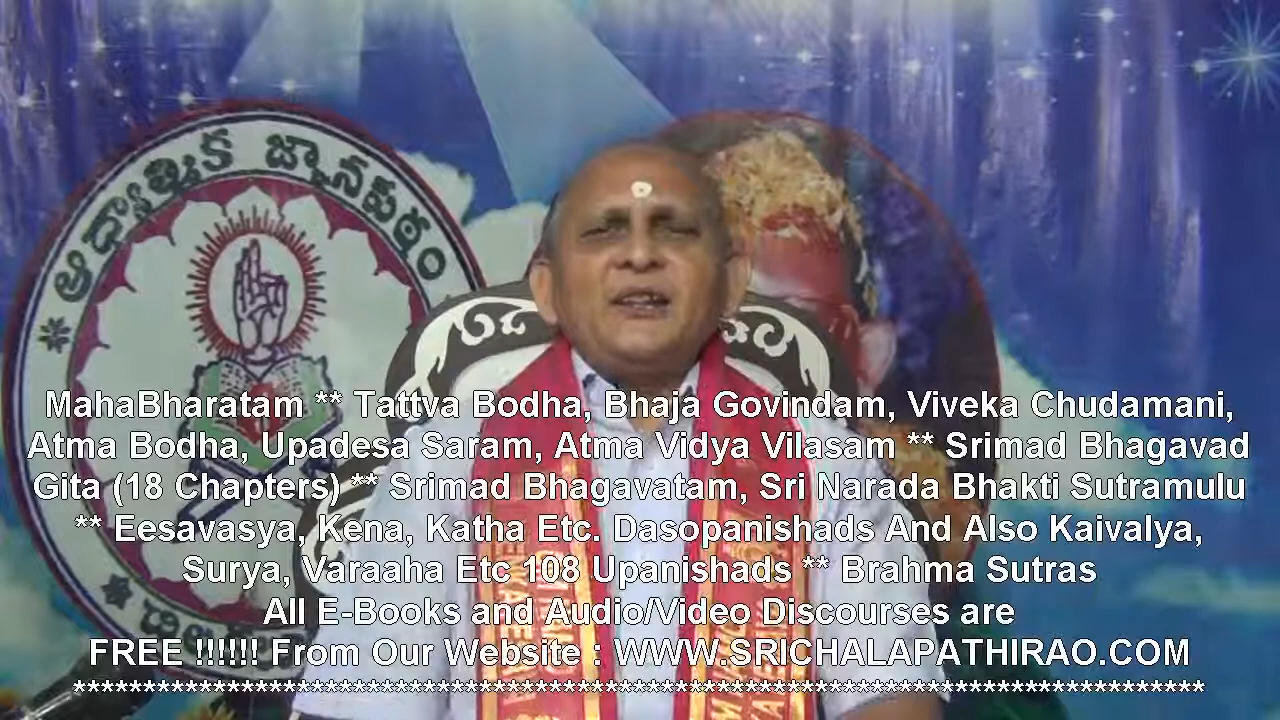 ఆధ్యాత్మిక జ్ఞానపథం
MahaBharatam ** Tattva Bodha, Bhaja Govindam, Viveka Chudamani,
Atma Bodha, Upadesa Saram, Atma Vidya Vilasam ** Srimad Bhagavad
Gita (18 Chapters) ** Srimad Bhagavatam, Sri Narada Bhakti Sutramulu
** Eesavasya, Kena, Katha Etc. Dasopanishads And Also Kaivalya,
Surya, Varaaha Etc 108 Upanishads ** Brahma Sutras
All E-Books and Audio/Video Discourses are
FREE !!!!!! From Our Website : WWW.SRICHALAPATHIRAO.COM
*******************************************************************************